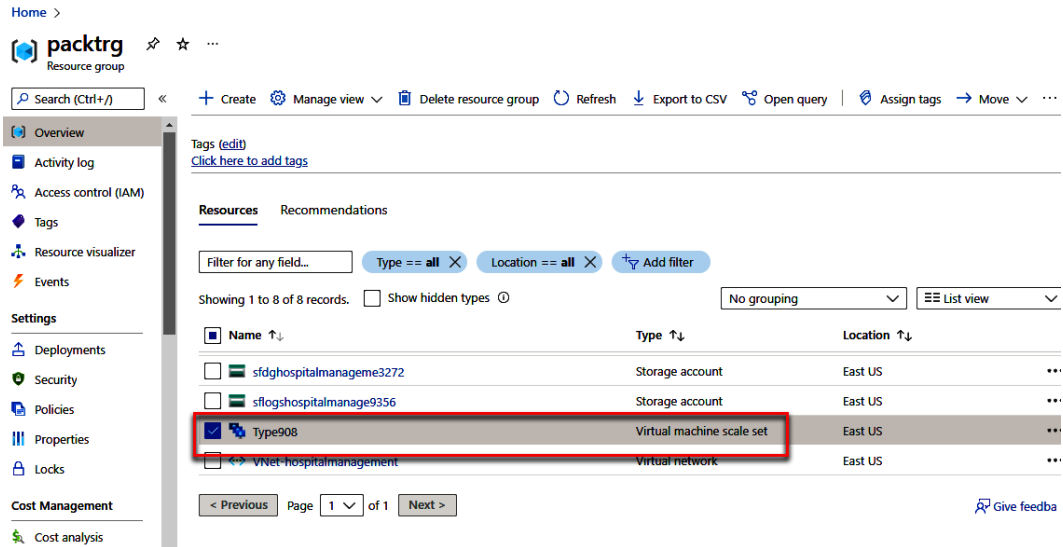 Home >
packtrg ...
Resource group
Search (Ctrl+/) «
Create Manage view Delete resource group Refresh Export to CSV Open query Assign tags Move ...
Overview
Activity log
Access control (IAM)
Tags
Resource visualizer
Events
Settings
Deployments
Security
Policies
Properties
Locks
Cost Management
Cost analysis
Tags (edit)
Click here to add tags
Resources Recommendations
Filter for any field... Type == all Location == all Add filter
Showing 1 to 8 of 8 records. Show hidden types
No grouping List view
Name Type Location
sfdghospitalmanageme3272 Storage account East US ...
sflogshospitalmanage9356 Storage account East US ...
Type908 Virtual machine scale set East US ...
VNet-hospitalmanagement Virtual network East US ...
< Previous Page 1 of 1 Next >
Give feedba